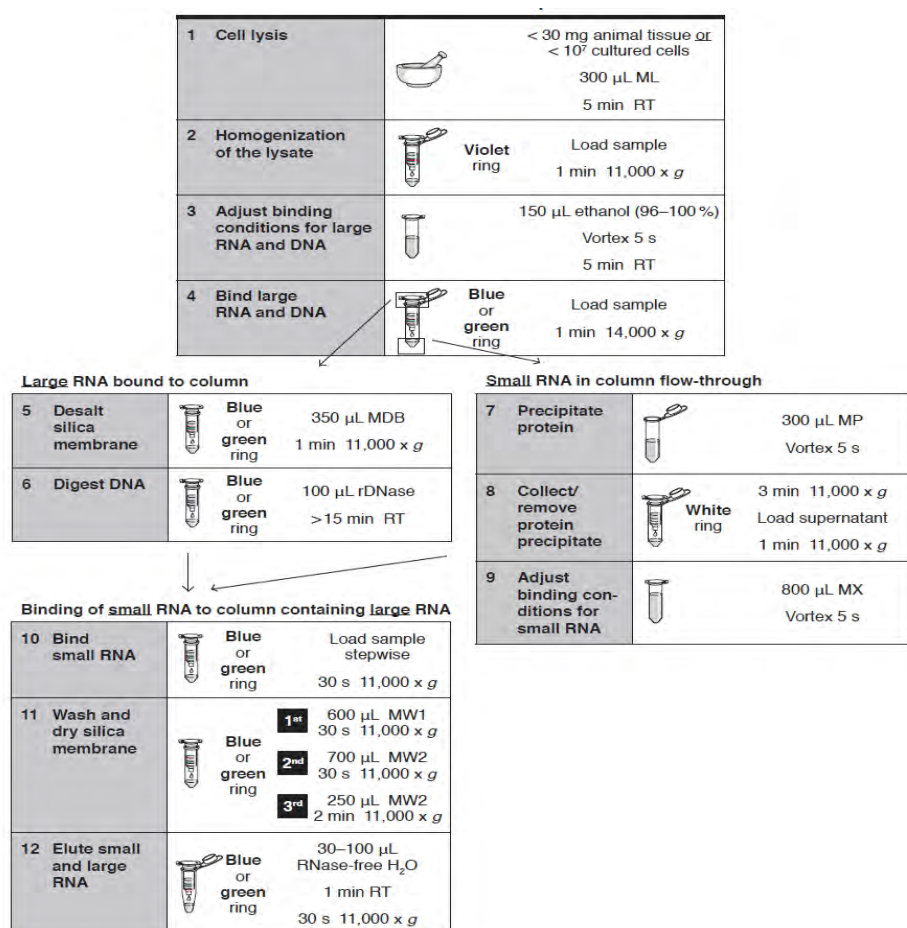 1 Cell lysis
< 30 mg animal tissue or
< 10⁷ cultured cells
300 µL ML
5 min RT
2 Homogenization
of the lysate
Violet
ring
Load sample
1 min 11,000 x g
3 Adjust binding
conditions for large
RNA and DNA
150 µL ethanol (96–100 %)
Vortex 5 s
5 min RT
4 Bind large
RNA and DNA
Blue
or
green
ring
Load sample
1 min 14,000 x g
Large RNA bound to column
5 Desalt
silica
membrane
Blue
or
green
ring
350 µL MDB
1 min 11,000 x g
6 Digest DNA
Blue
or
green
ring
100 µL rDNase
>15 min RT
Small RNA in column flow-through
7 Precipitate
protein
300 µL MP
Vortex 5 s
8 Collect/
remove
protein
precipitate
White
ring
3 min 11,000 x g
Load supernatant
1 min 11,000 x g
9 Adjust
binding con-
ditions for
small RNA
800 µL MX
Vortex 5 s
Binding of small RNA to column containing large RNA
10 Bind
small RNA
Blue
or
green
ring
Load sample
stepwise
30 s 11,000 x g
11 Wash and
dry silica
membrane
Blue
or
green
ring
1st 600 µL MW1
30 s 11,000 x g
2nd 700 µL MW2
30 s 11,000 x g
3rd 250 µL MW2
2 min 11,000 x g
12 Elute small
and large
RNA
Blue
or
green
ring
30–100 µL
RNase-free H₂O
1 min RT
30 s 11,000 x g